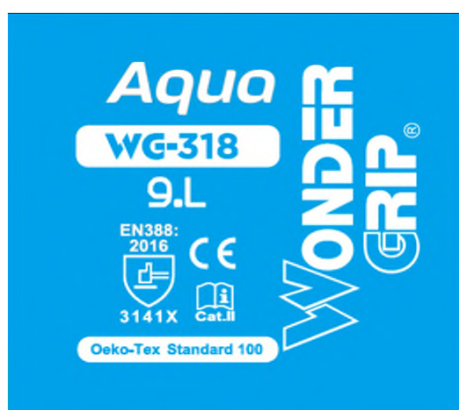 Aqua
WG-318
9.L
EN388:
2016
CE
3141X
Cat.II
Oeko-Tex Standard 100
WONDER
GRIP®